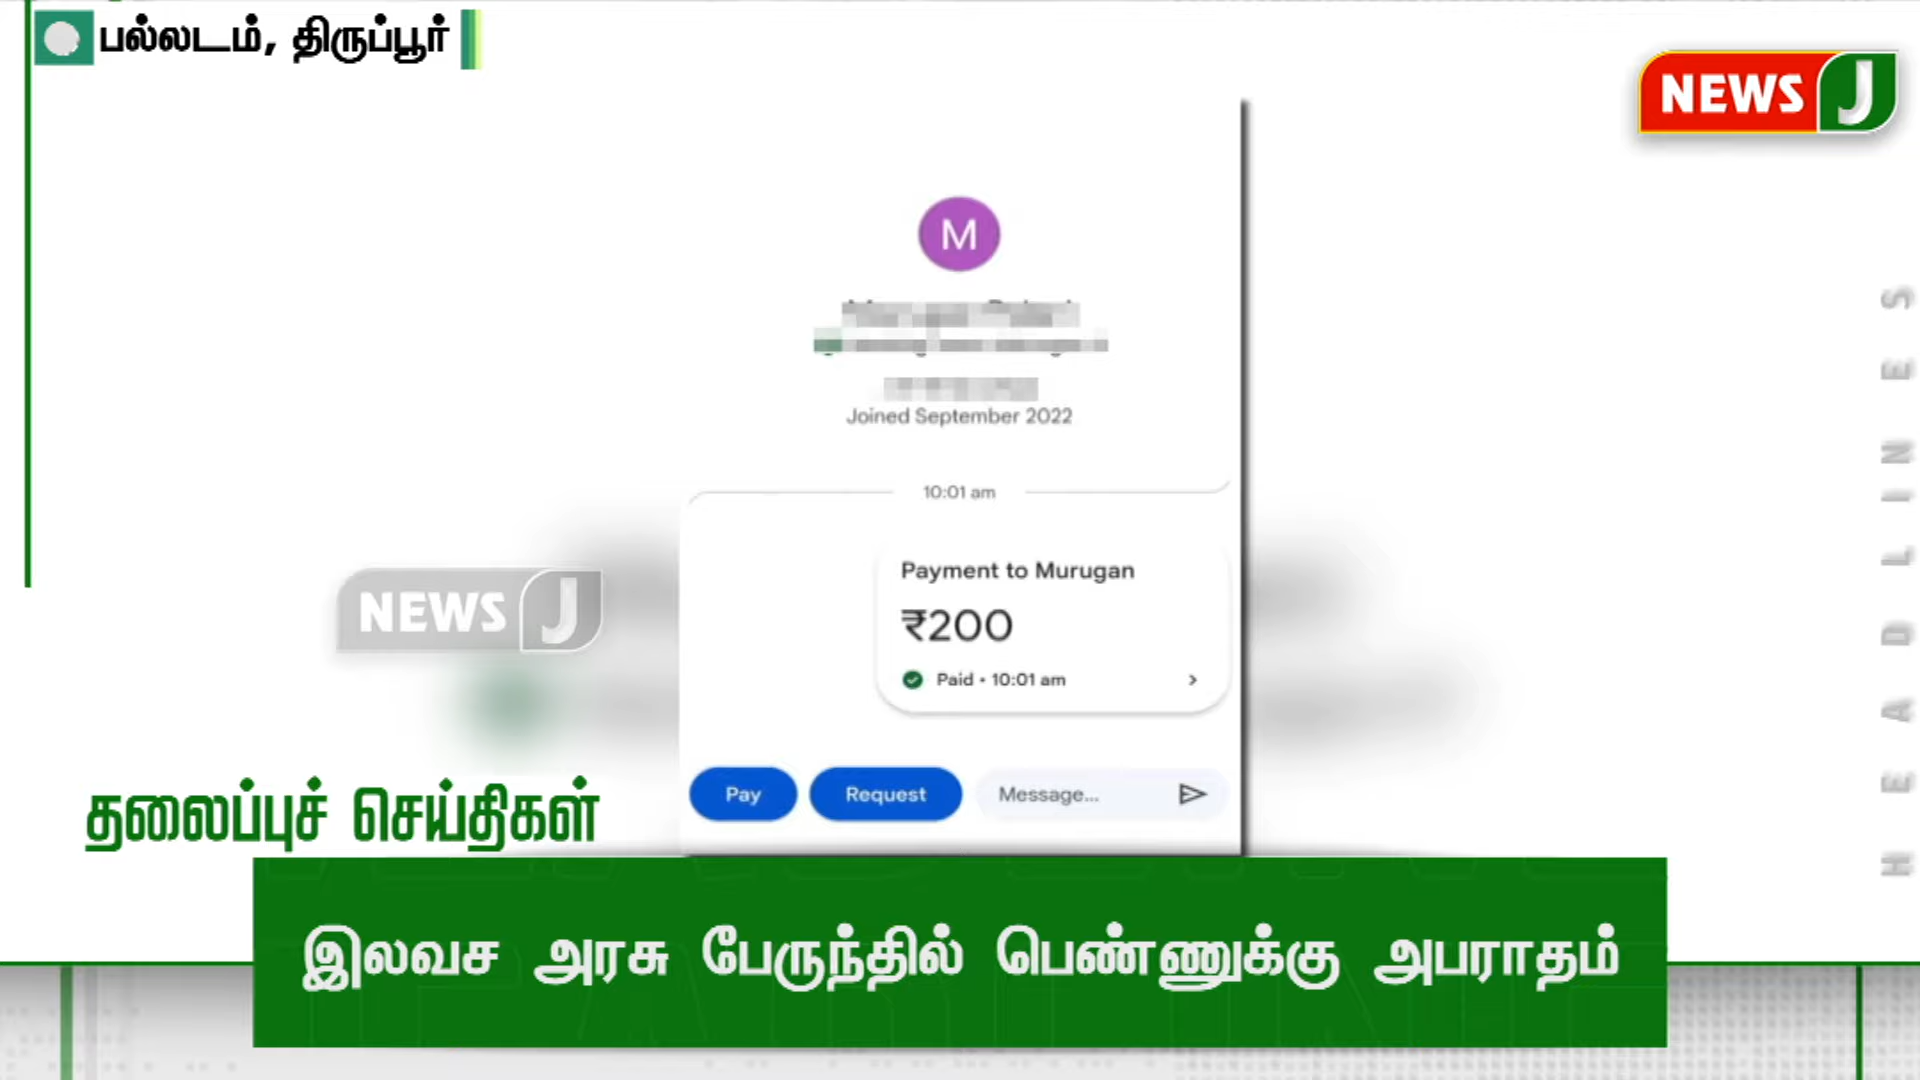 பல்லடம், திருப்பூர்
NEWS J
M
Joined September 2022
10:01 am
Payment to Murugan
₹200
Paid • 10:01 am
Pay
Request
Message...
NEWS J
தலைப்புச் செய்திகள்
இலவச அரசு பேருந்தில் பெண்ணுக்கு அபராதம்
HEADLINES